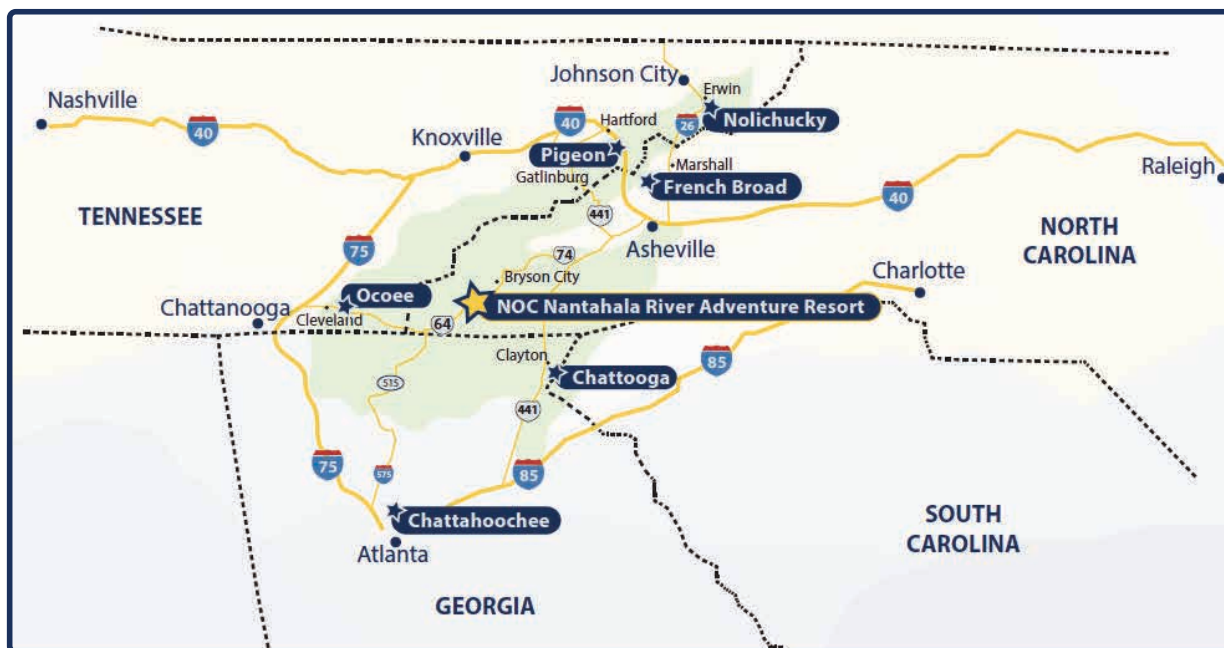 Johnson City
Erwin
Nashville
40
Nolichucky
Hartford
40
26
Knoxville
Pigeon
Marshall
Gatlinburg
French Broad
Raleigh
40
TENNESSEE
441
NORTH
CAROLINA
75
74
Asheville
Bryson City
Charlotte
Ocoee
NOC Nantahala River Adventure Resort
Chattanooga
Cleveland
64
Clayton
85
Chattooga
515
441
75
575
85
Chattahoochee
SOUTH
CAROLINA
Atlanta
GEORGIA